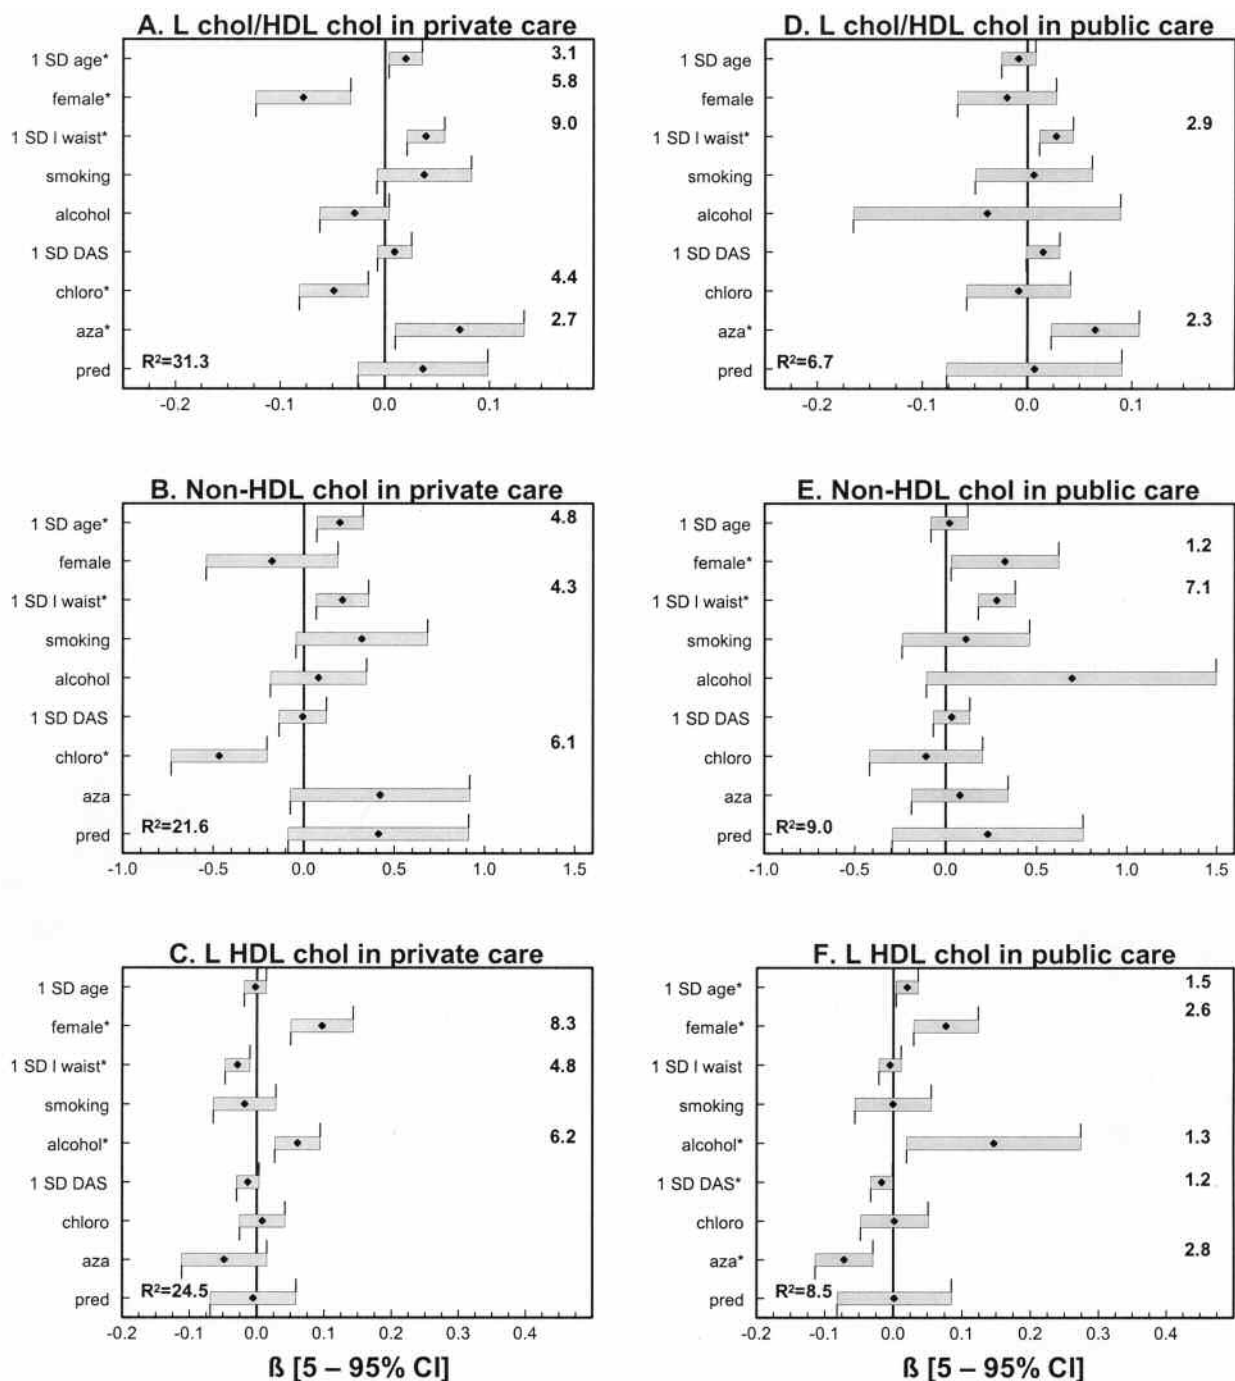 A. L chol/HDL chol in private care
1 SD age* 3.1
female* 5.8
1 SD l waist* 9.0
smoking
alcohol
1 SD DAS
chloro* 4.4
aza* 2.7
R²=31.3
pred
-0.2 -0.1 0.0 0.1
D. L chol/HDL chol in public care
1 SD age
female
1 SD l waist* 2.9
smoking
alcohol
1 SD DAS
chloro
aza* 2.3
R²=6.7
pred
-0.2 -0.1 0.0 0.1
B. Non-HDL chol in private care
1 SD age* 4.8
female
1 SD l waist* 4.3
smoking
alcohol
1 SD DAS
chloro* 6.1
aza
R²=21.6
pred
-1.0 -0.5 0.0 0.5 1.0
E. Non-HDL chol in public care
1 SD age
female* 1.2
1 SD l waist* 7.1
smoking
alcohol
1 SD DAS
chloro
aza
R²=9.0
pred
-1.0 -0.5 0.0 0.5 1.0 1.5
C. L HDL chol in private care
1 SD age
female* 8.3
1 SD l waist* 4.8
smoking
alcohol* 6.2
1 SD DAS
chloro
aza
R²=24.5
pred
-0.2 -0.1 0.0 0.1 0.2 0.3 0.4
ß [5 – 95% CI]
F. L HDL chol in public care
1 SD age* 1.5
female* 2.6
1 SD l waist
smoking
alcohol* 1.3
1 SD DAS* 1.2
chloro
aza* 2.8
R²=8.5
pred
-0.2 -0.1 0.0 0.1 0.2 0.3 0.4
ß [5 – 95% CI]